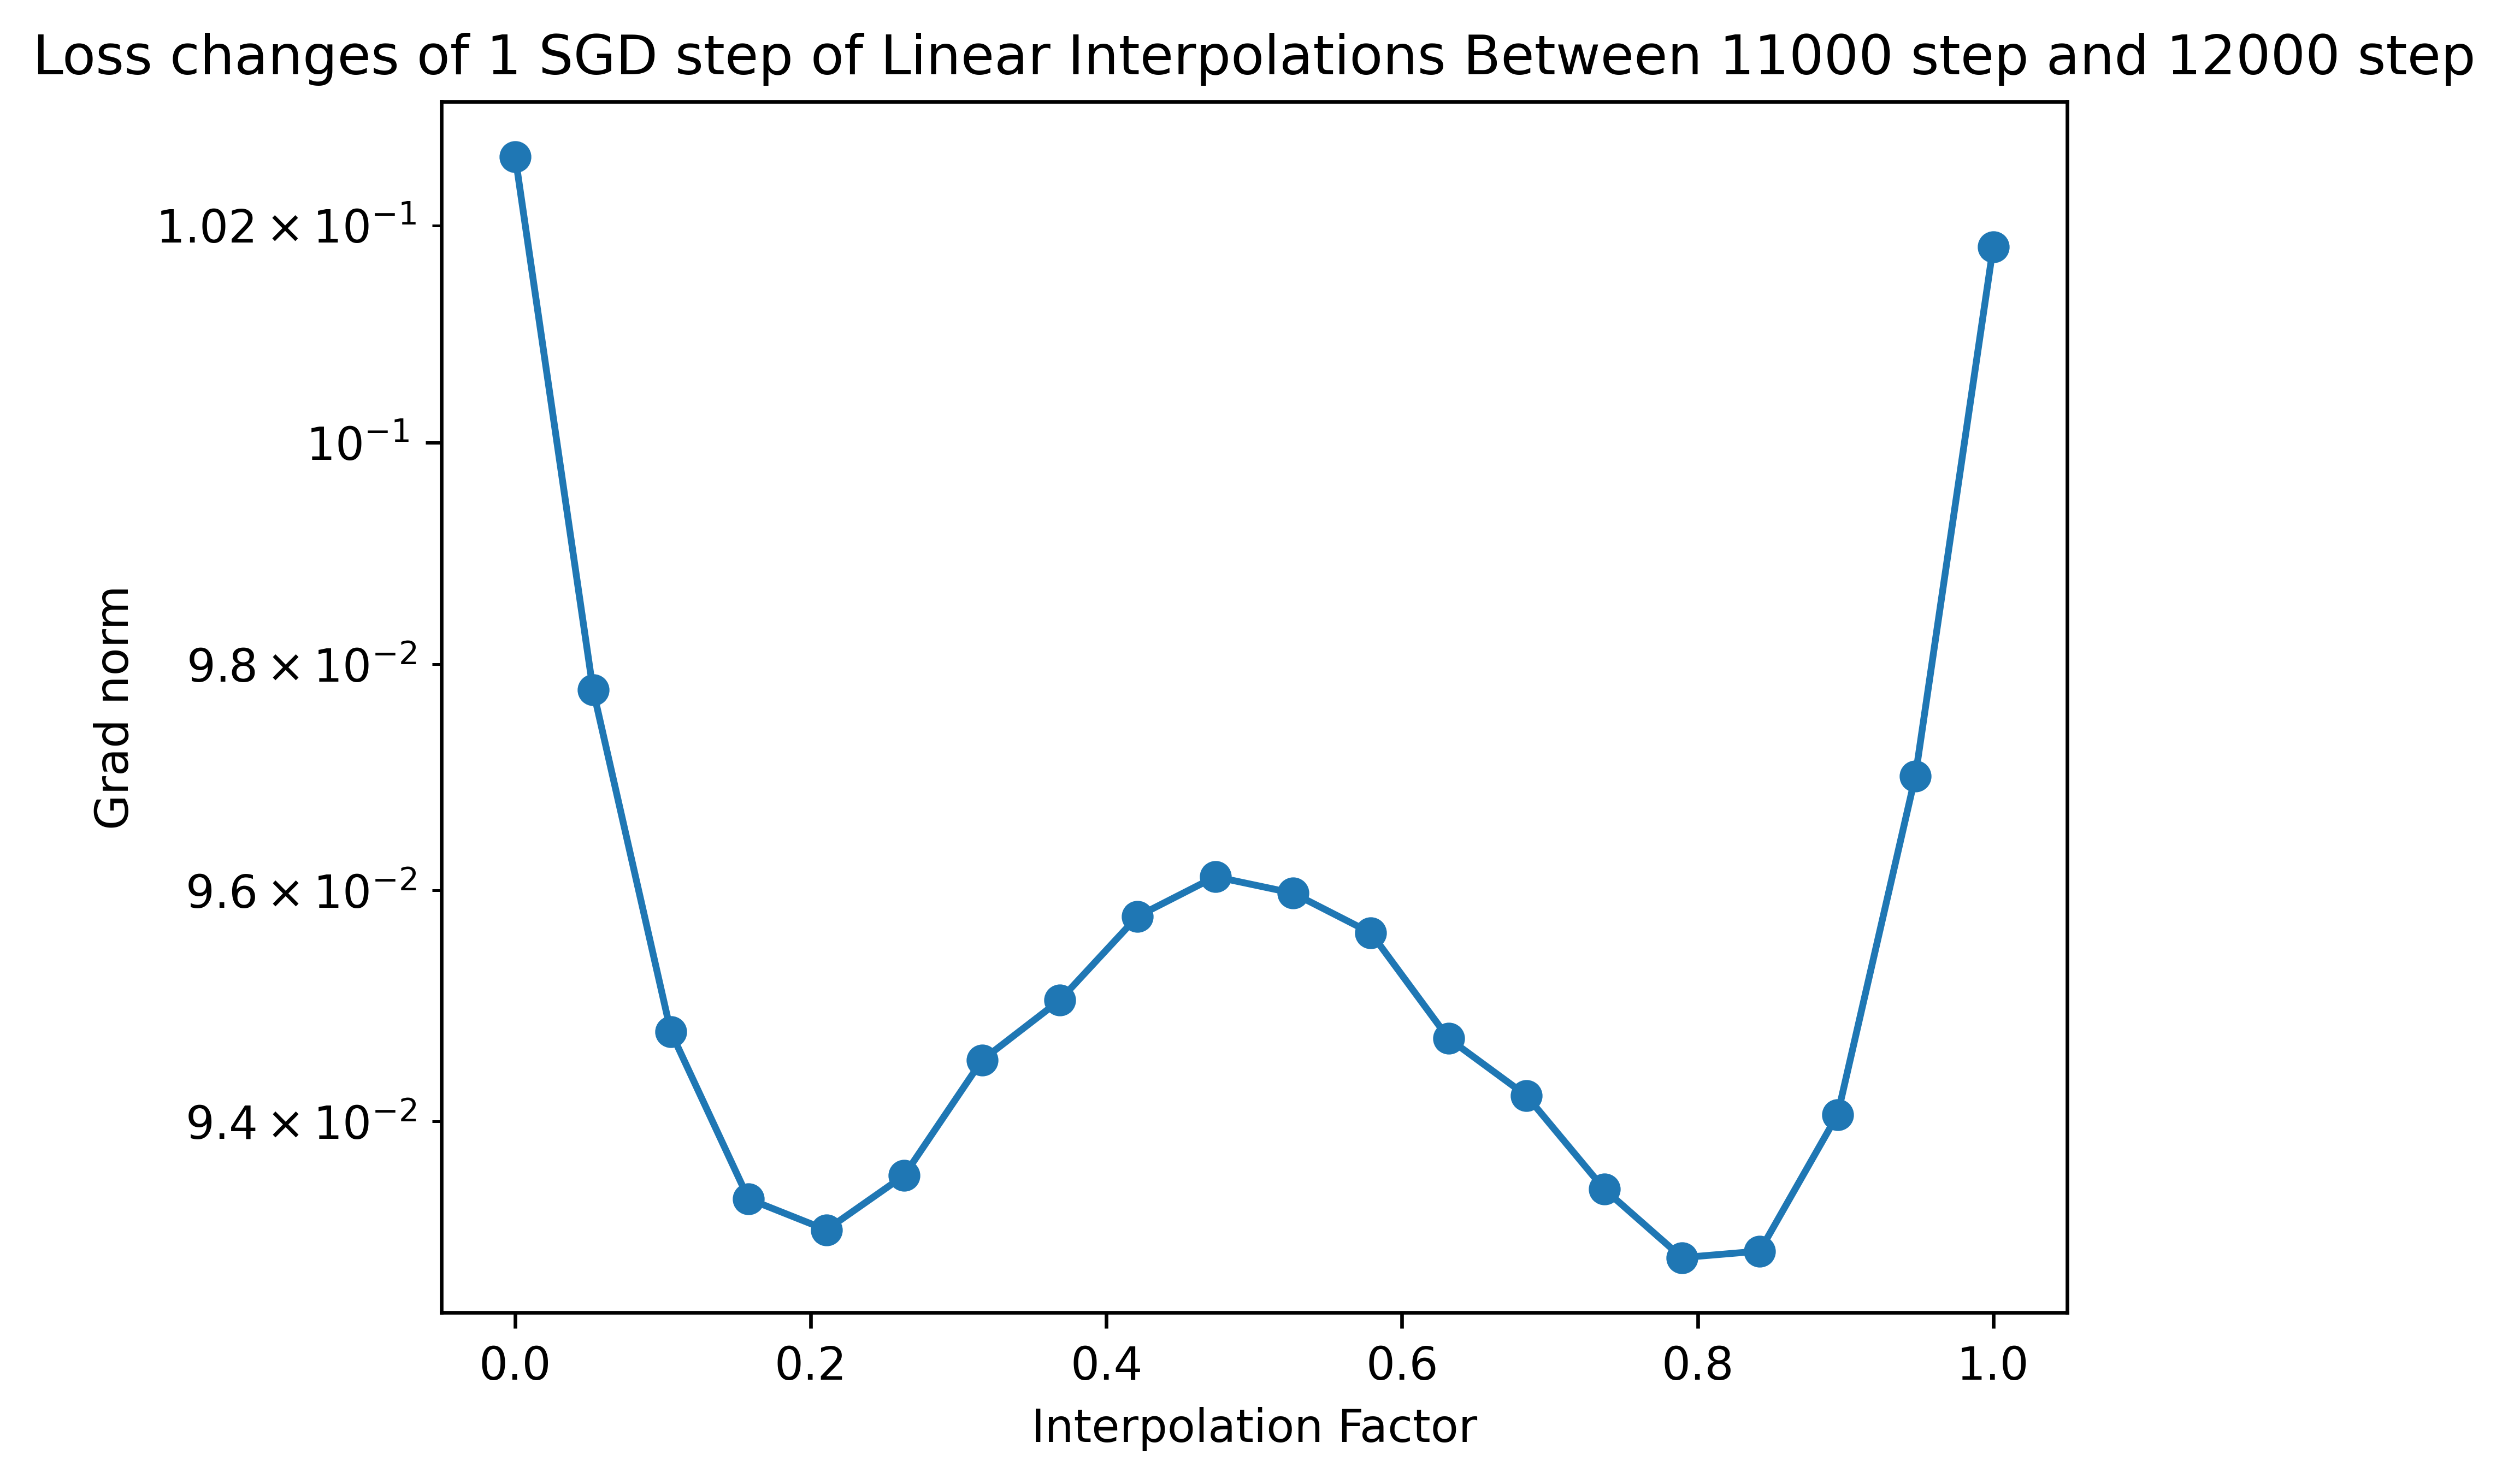 Loss changes of 1 SGD step of Linear Interpolations Between 11000 step and 12000 step
1.02 × 10⁻¹
10⁻¹
9.8 × 10⁻²
9.6 × 10⁻²
9.4 × 10⁻²
Grad norm
0.0 0.2 0.4 0.6 0.8 1.0
Interpolation Factor